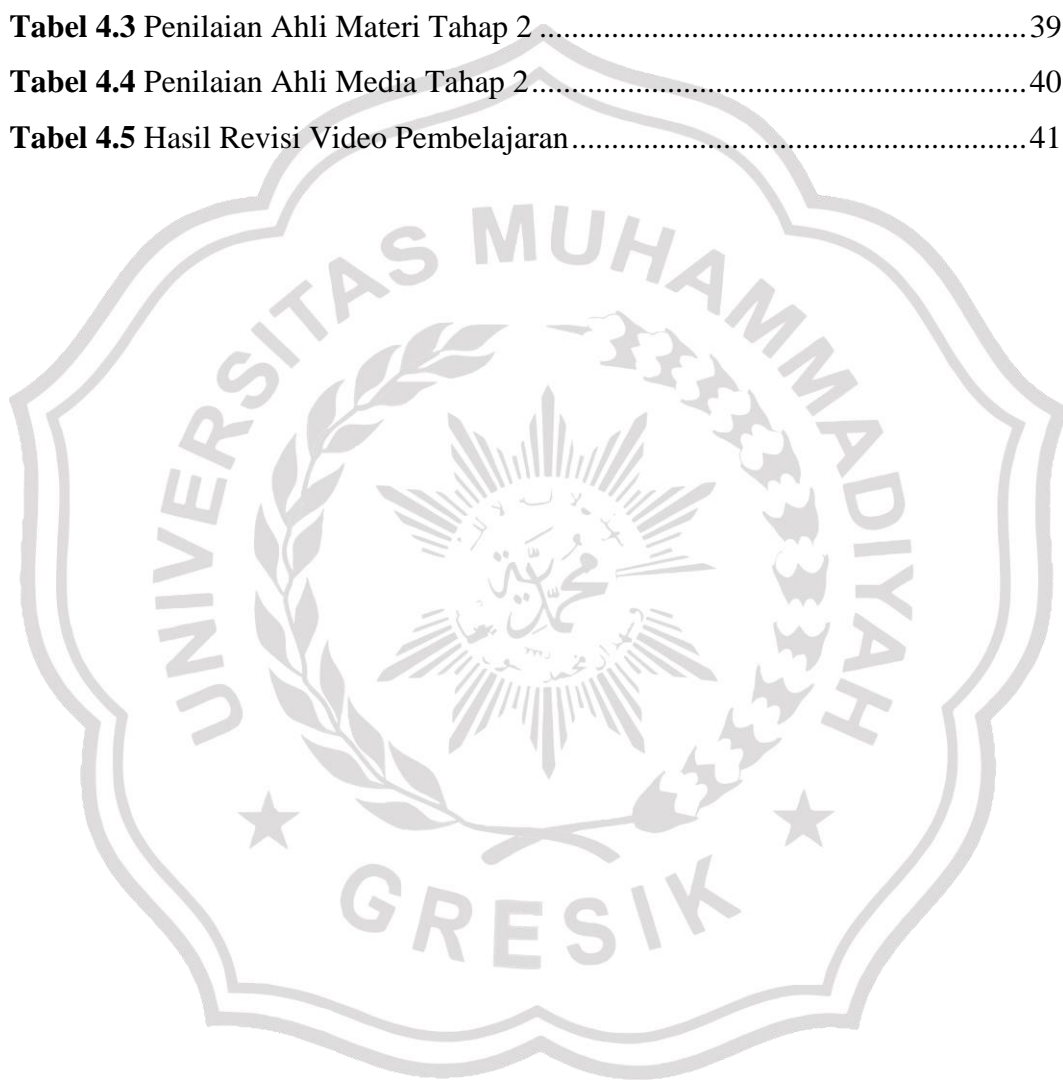 Tabel 4.3 Penilaian Ahli Materi Tahap 2 ................................................................ 39
Tabel 4.4 Penilaian Ahli Media Tahap 2 ................................................................ 40
Tabel 4.5 Hasil Revisi Video Pembelajaran ............................................................ 41
UNIVERSITAS MUHAMMADIYAH
GRESIK